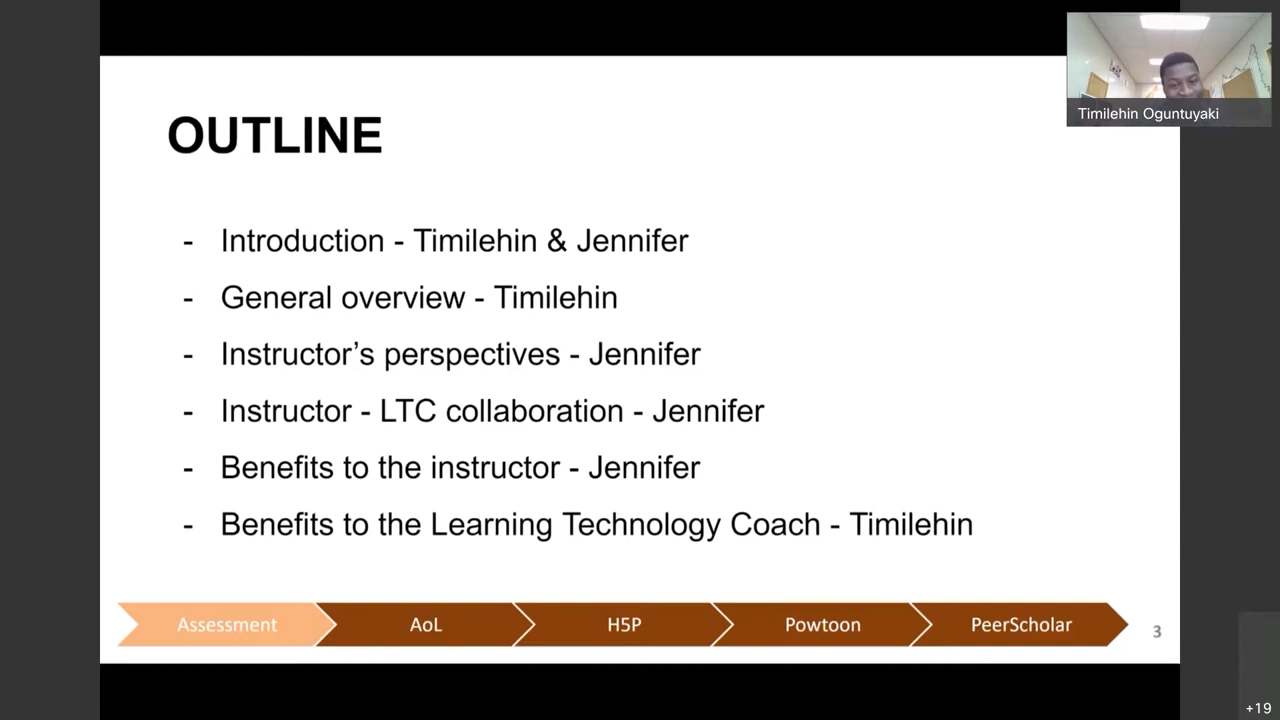 OUTLINE
Timilehin Oguntuyaki
- Introduction - Timilehin & Jennifer
- General overview - Timilehin
- Instructor’s perspectives - Jennifer
- Instructor - LTC collaboration - Jennifer
- Benefits to the instructor - Jennifer
- Benefits to the Learning Technology Coach - Timilehin
Assessment AoL H5P Powtoon PeerScholar 3
+19